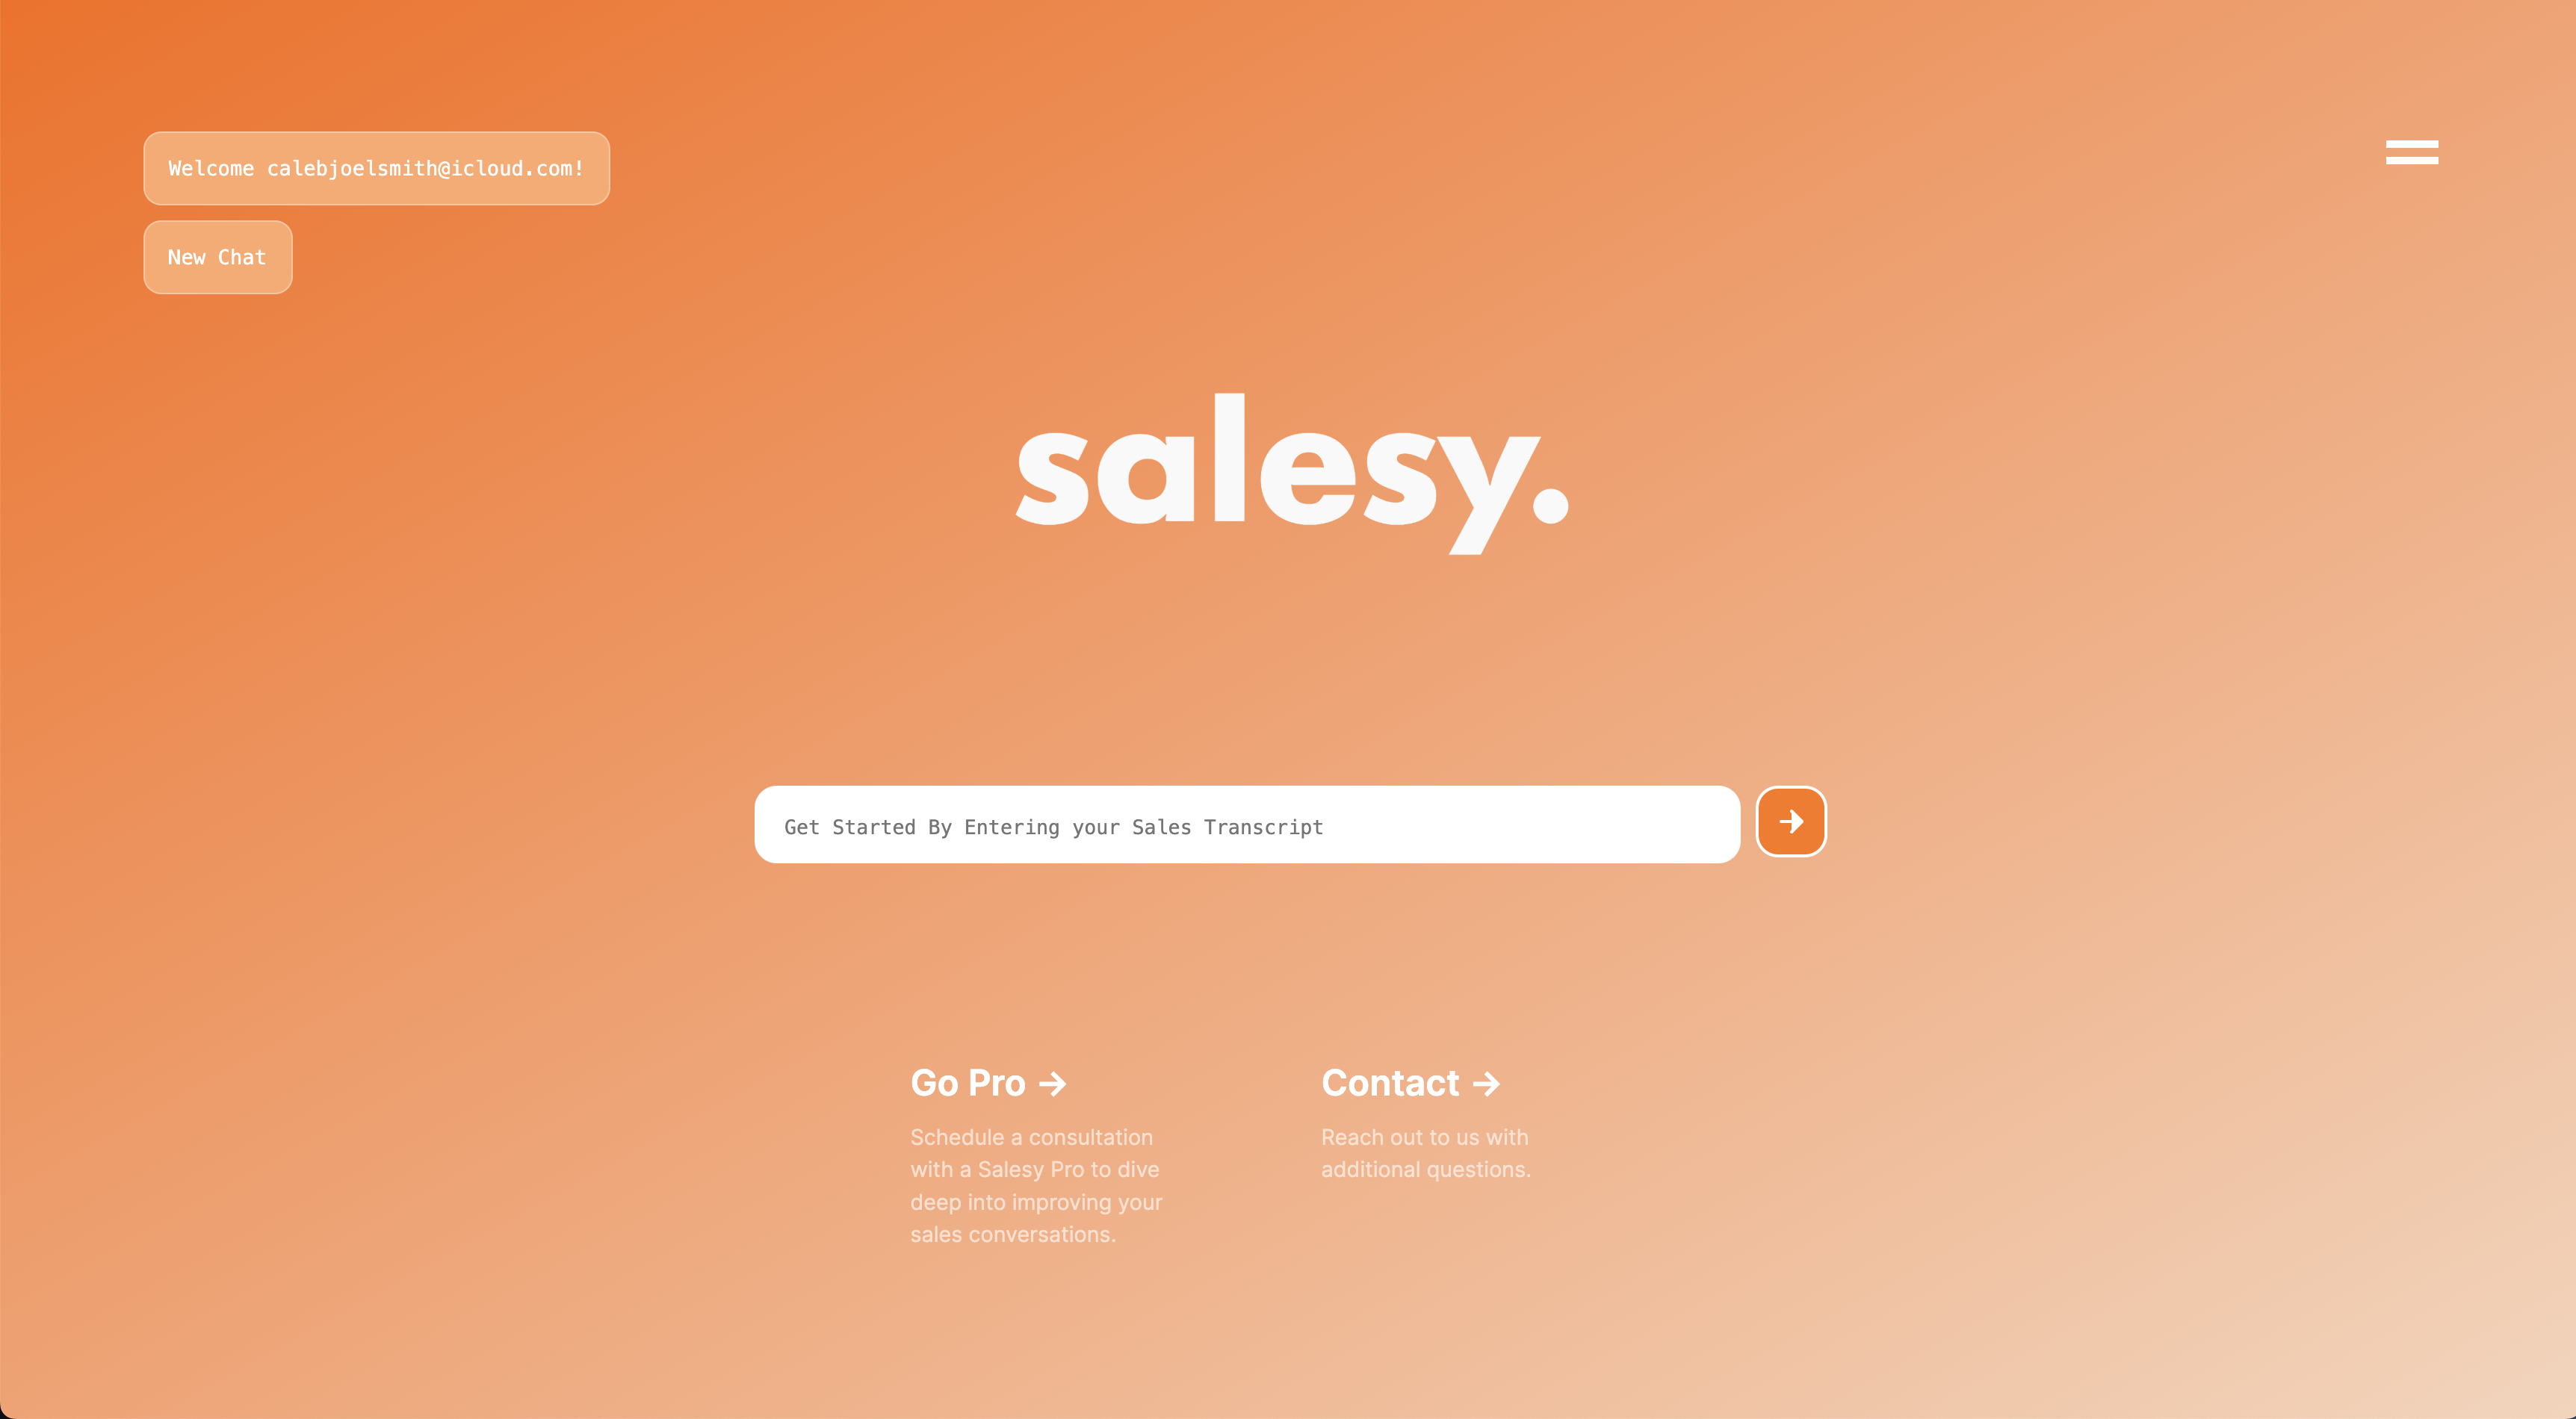 Welcome calebjoelsmith@icloud.com!
New Chat
salesy.
Get Started By Entering your Sales Transcript
Go Pro →
Schedule a consultation
with a Salesy Pro to dive
deep into improving your
sales conversations.
Contact →
Reach out to us with
additional questions.